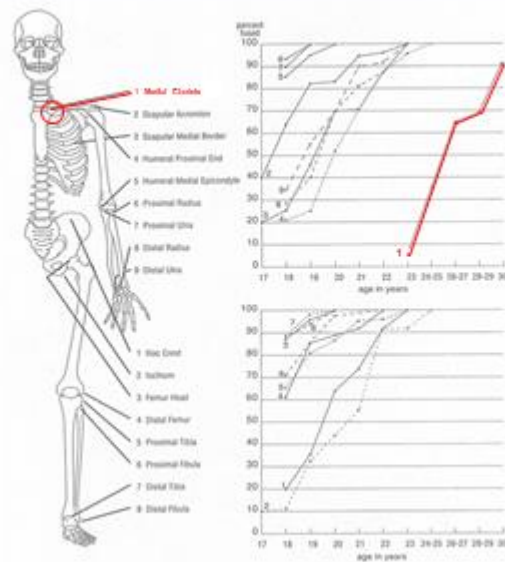 percent
fused
100
90
80
70
60
50
40
30
20
10
0
17 18 19 20 21 22 23 24-25 26-27 28-29 30
age in years
1 Medial Clavicle
2 Scapular Acromion
3 Scapular Medial Border
4 Humeral Proximal End
5 Humeral Medial Epicondyle
6 Proximal Radius
7 Proximal Ulna
8 Distal Radius
9 Distal Ulna
1 Iliac Crest
2 Ischium
3 Femur Head
4 Distal Femur
5 Proximal Tibia
6 Proximal Fibula
7 Distal Tibia
8 Distal Fibula
1
100
90
80
70
60
50
40
30
20
10
0
17 18 19 20 21 22 23 24-25 26-27 28-29 30
age in years